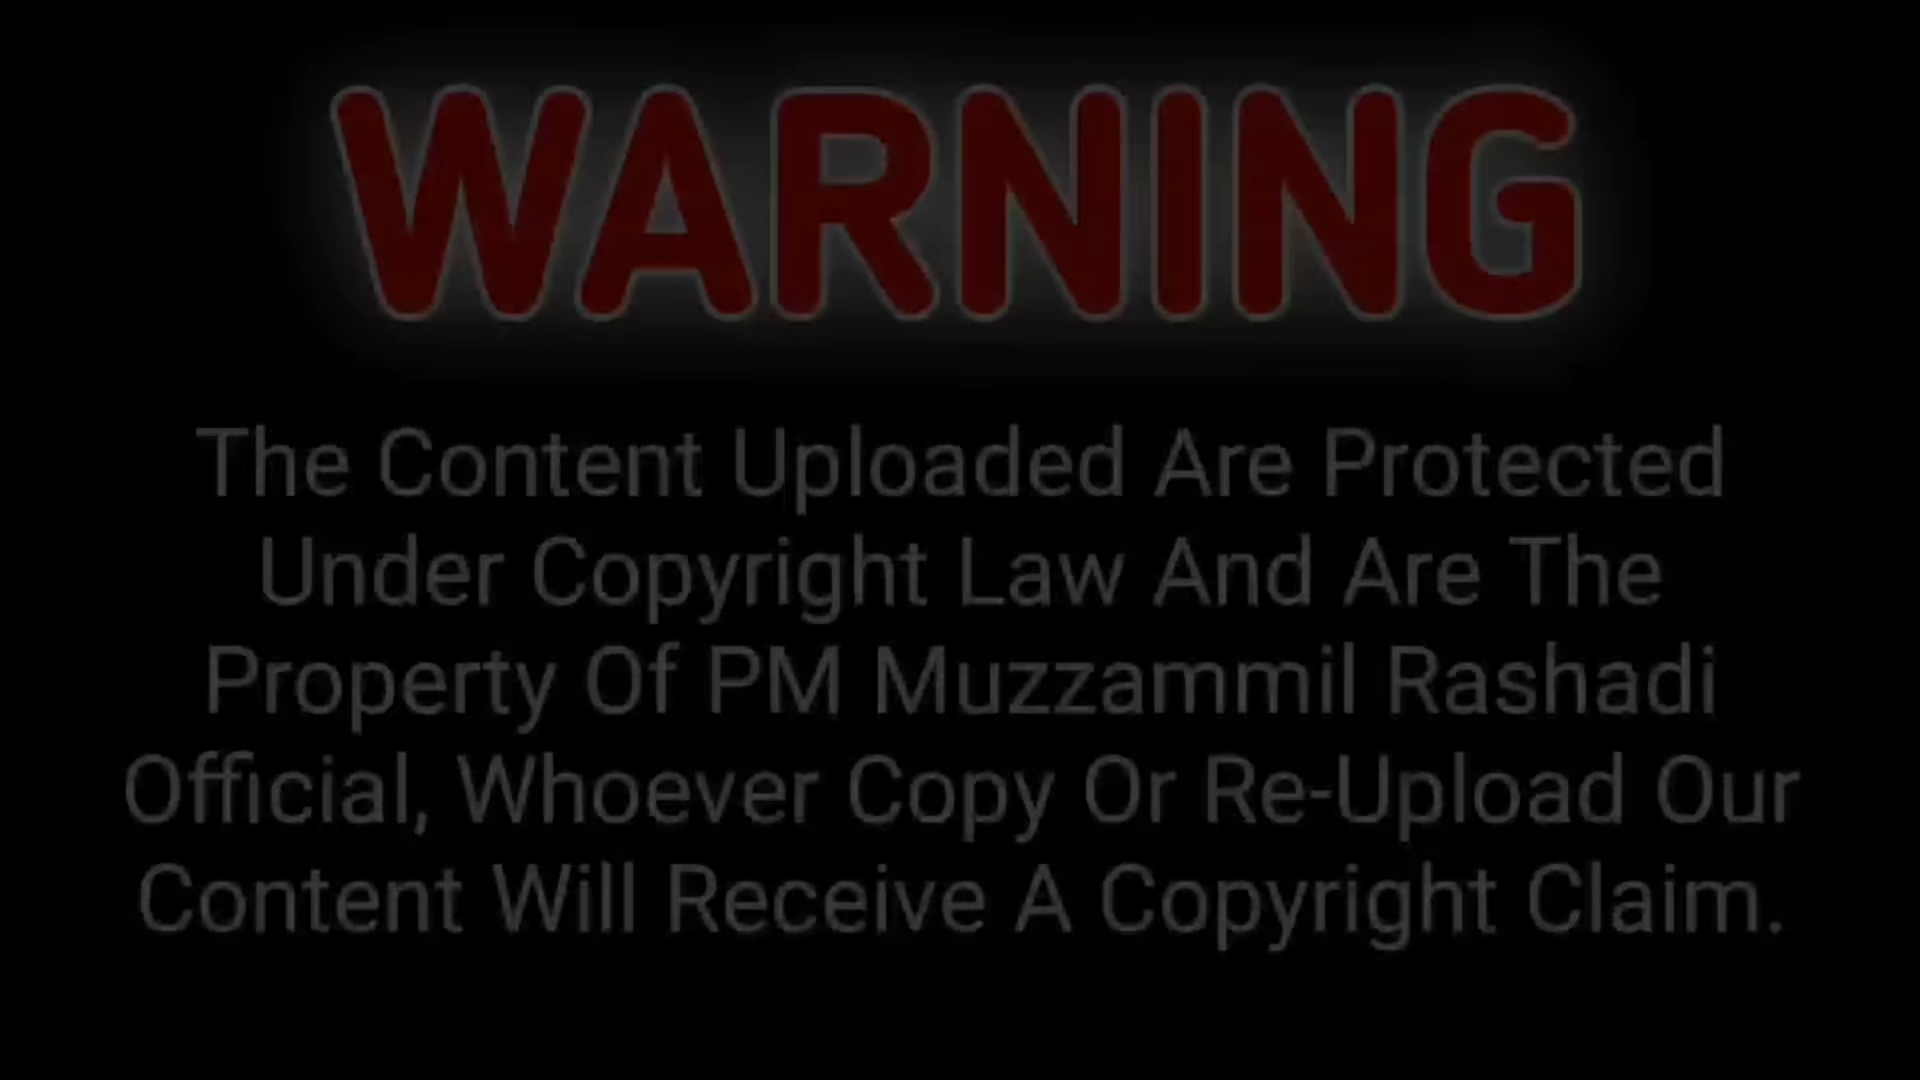 WARNING
The Content Uploaded Are Protected
Under Copyright Law And Are The
Property Of PM Muzzammil Rashadi
Official, Whoever Copy Or Re-Upload Our
Content Will Receive A Copyright Claim.